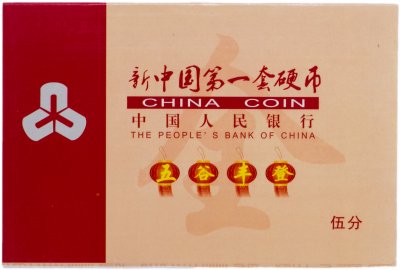 新中国第一套硬币
CHINA COIN
中国人民银行
THE PEOPLE'S BANK OF CHINA
五谷丰登
伍分